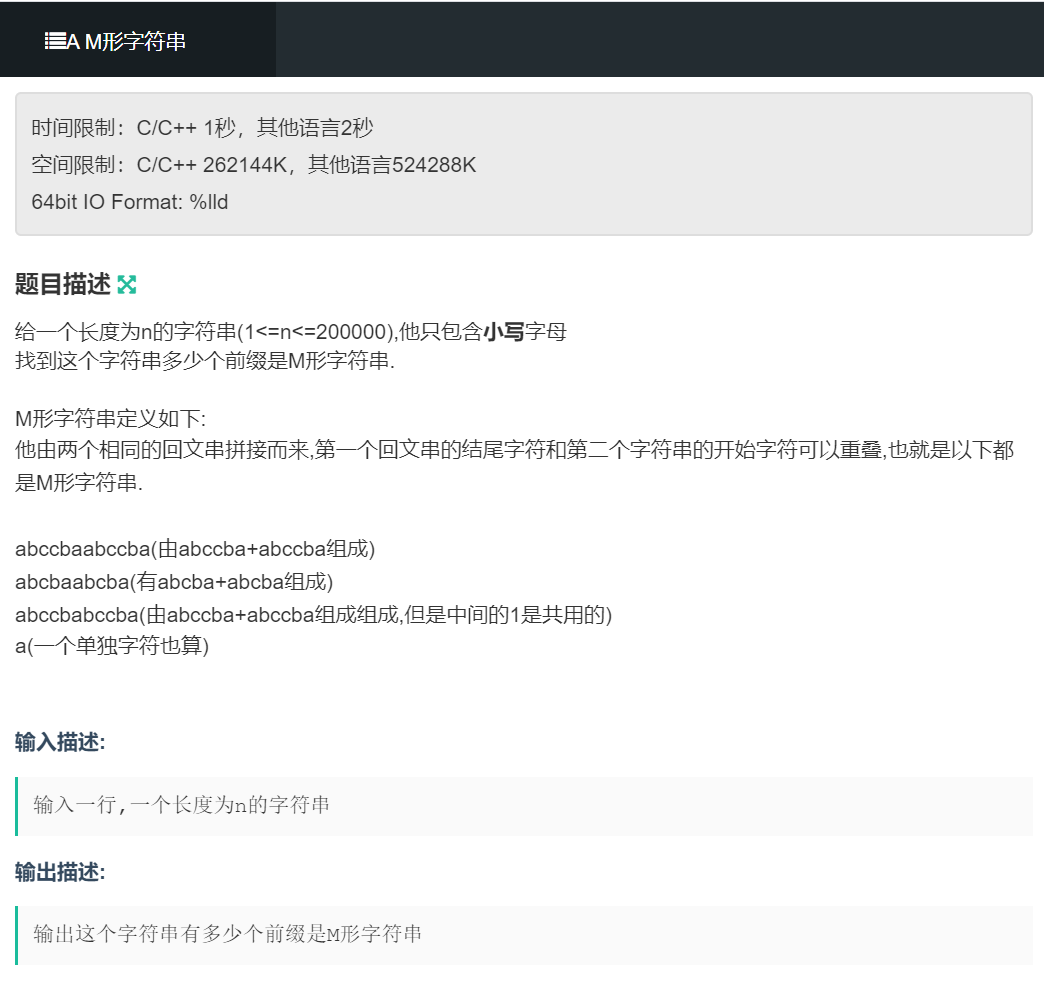 A M形字符串
时间限制：C/C++ 1秒，其他语言2秒
空间限制：C/C++ 262144K，其他语言524288K
64bit IO Format: %lld
题目描述
给一个长度为n的字符串(1<=n<=200000),他只包含小写字母
找到这个字符串多少个前缀是M形字符串.
M形字符串定义如下:
他由两个相同的回文串拼接而来,第一个回文串的结尾字符和第二个字符串的开始字符可以重叠,也就是以下都
是M形字符串.
abccbaabccba(由abccba+abccba组成)
abcbaabcba(有abcba+abcba组成)
abccbabccba(由abccba+abccba组成组成,但是中间的1是共用的)
a(一个单独字符也算)
输入描述:
输入一行,一个长度为n的字符串
输出描述:
输出这个字符串有多少个前缀是M形字符串